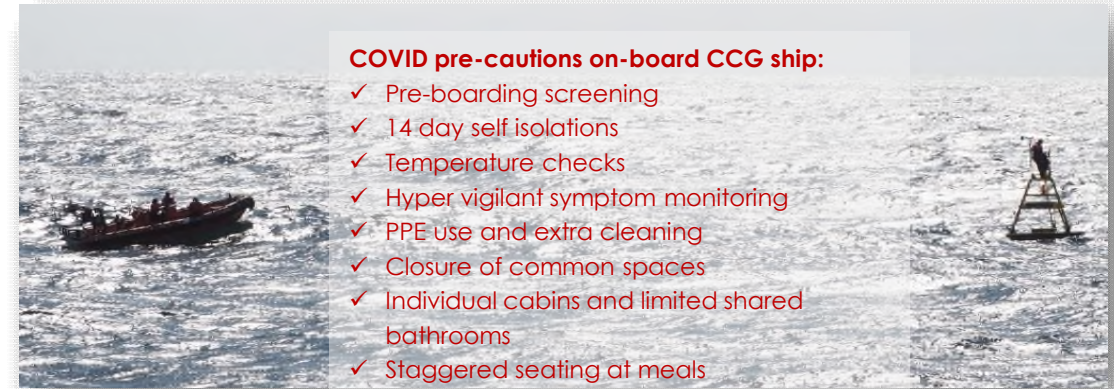 COVID pre-cautions on-board CCG ship:
✓ Pre-boarding screening
✓ 14 day self isolations
✓ Temperature checks
✓ Hyper vigilant symptom monitoring
✓ PPE use and extra cleaning
✓ Closure of common spaces
✓ Individual cabins and limited shared
bathrooms
✓ Staggered seating at meals